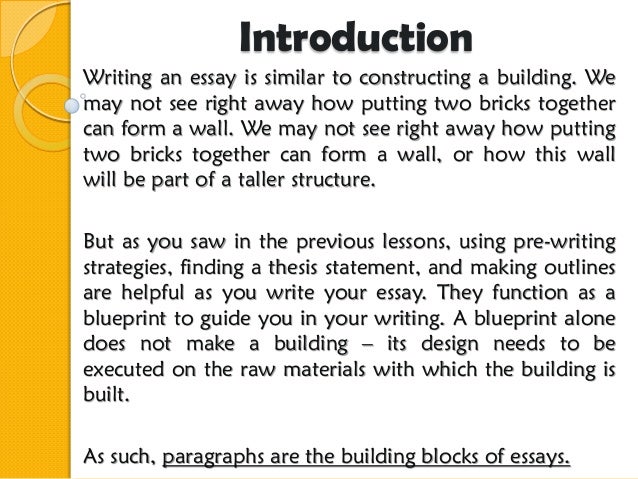 Introduction
Writing an essay is similar to constructing a building. We
may not see right away how putting two bricks together
can form a wall. We may not see right away how putting
two bricks together can form a wall, or how this wall
will be part of a taller structure.
But as you saw in the previous lessons, using pre-writing
strategies, finding a thesis statement, and making outlines
are helpful as you write your essay. They function as a
blueprint to guide you in your writing. A blueprint alone
does not make a building – its design needs to be
executed on the raw materials with which the building is
built.
As such, paragraphs are the building blocks of essays.